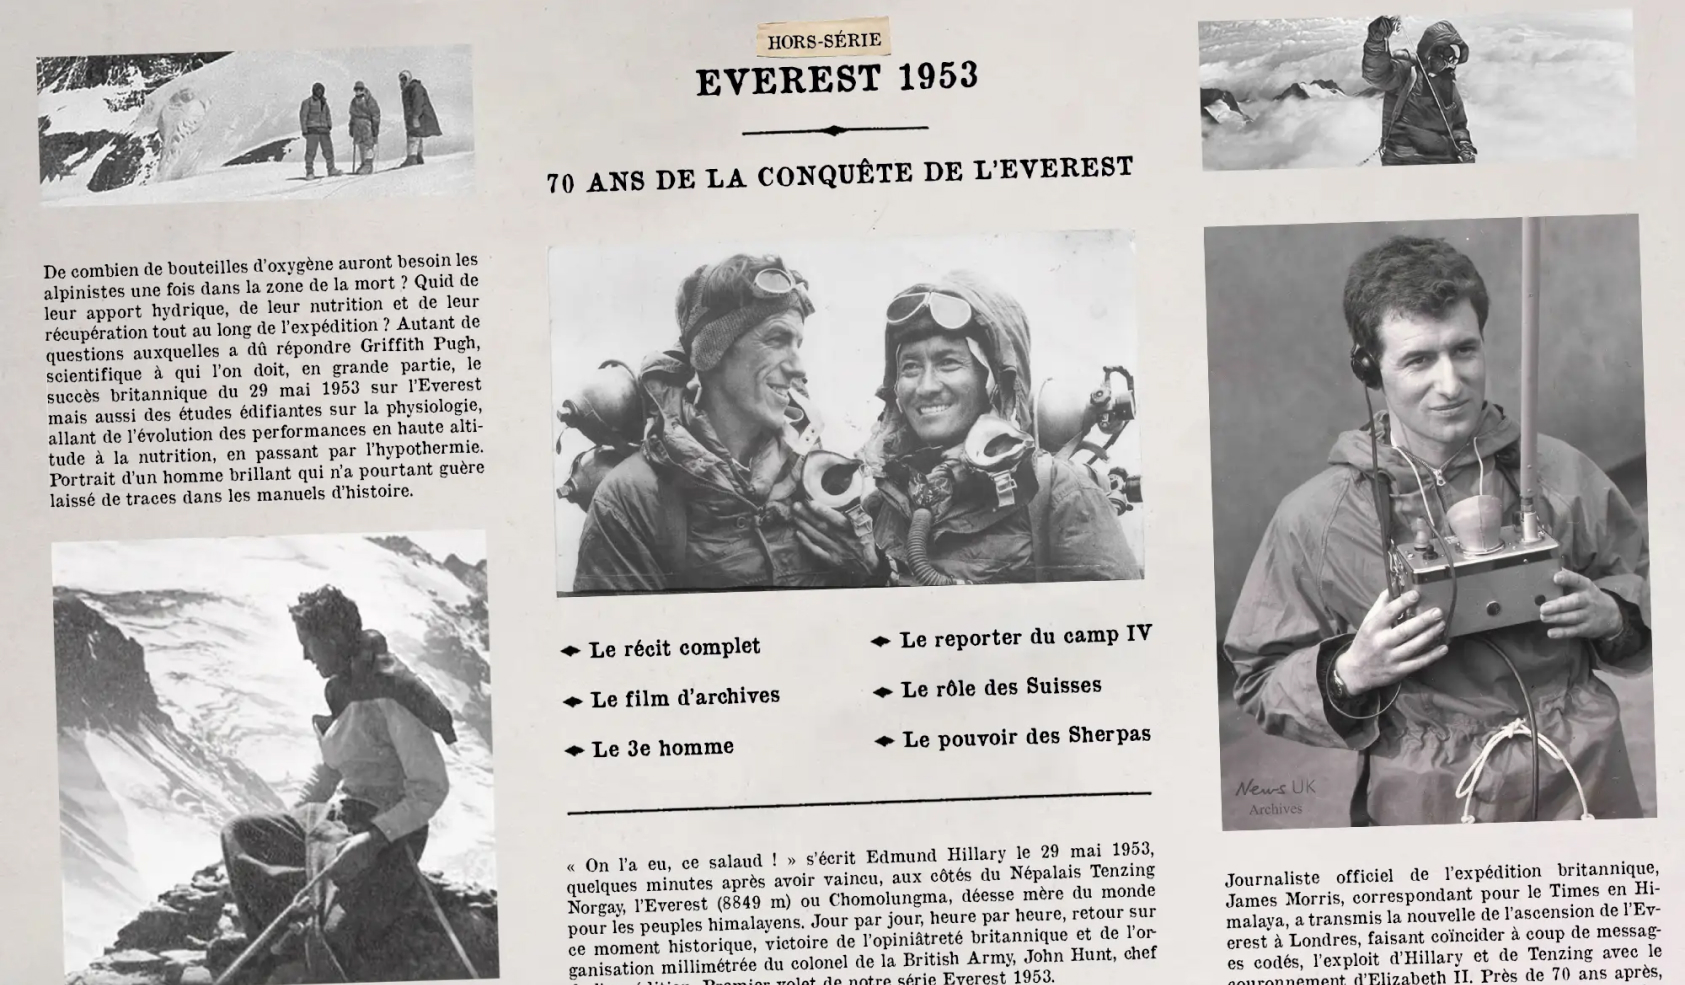 HORS-SÉRIE
EVEREST 1953
70 ANS DE LA CONQUÊTE DE L'EVEREST
De combien de bouteilles d'oxygène auront besoin les
alpinistes une fois dans la zone de la mort ? Quid de
leur apport hydrique, de leur nutrition et de leur
récupération tout au long de l'expédition ? Autant de
questions auxquelles a dû répondre Griffith Pugh,
scientifique à qui l'on doit, en grande partie, le
succès britannique du 29 mai 1953 sur l'Everest
mais aussi des études édifiantes sur la physiologie,
allant de l'évolution des performances en haute alti-
tude à la nutrition, en passant par l'hypothermie.
Portrait d'un homme brillant qui n'a pourtant guère
laissé de traces dans les manuels d'histoire.
Le récit complet
Le film d'archives
Le 3e homme
Le reporter du camp IV
Le rôle des Suisses
Le pouvoir des Sherpas
« On l'a eu, ce salaud ! » s'écrit Edmund Hillary le 29 mai 1953,
quelques minutes après avoir vaincu, aux côtés du Népalais Tenzing
Norgay, l'Everest (8849 m) ou Chomolungma, déesse mère du monde
pour les peuples himalayens. Jour par jour, heure par heure, retour sur
ce moment historique, victoire de l'opiniâtreté britannique et de l'or-
ganisation millimétrée du colonel de la British Army, John Hunt, chef
Premier volet de notre série Everest 1953.
News UK
Archives
Journaliste officiel de l'expédition britannique,
James Morris, correspondant pour le Times en Hi-
malaya, a transmis la nouvelle de l'ascension de l'Ev-
erest à Londres, faisant coïncider à coup de messag-
es codés, l'exploit d'Hillary et de Tenzing avec le
couronnement d'Elizabeth II. Près de 70 ans après,